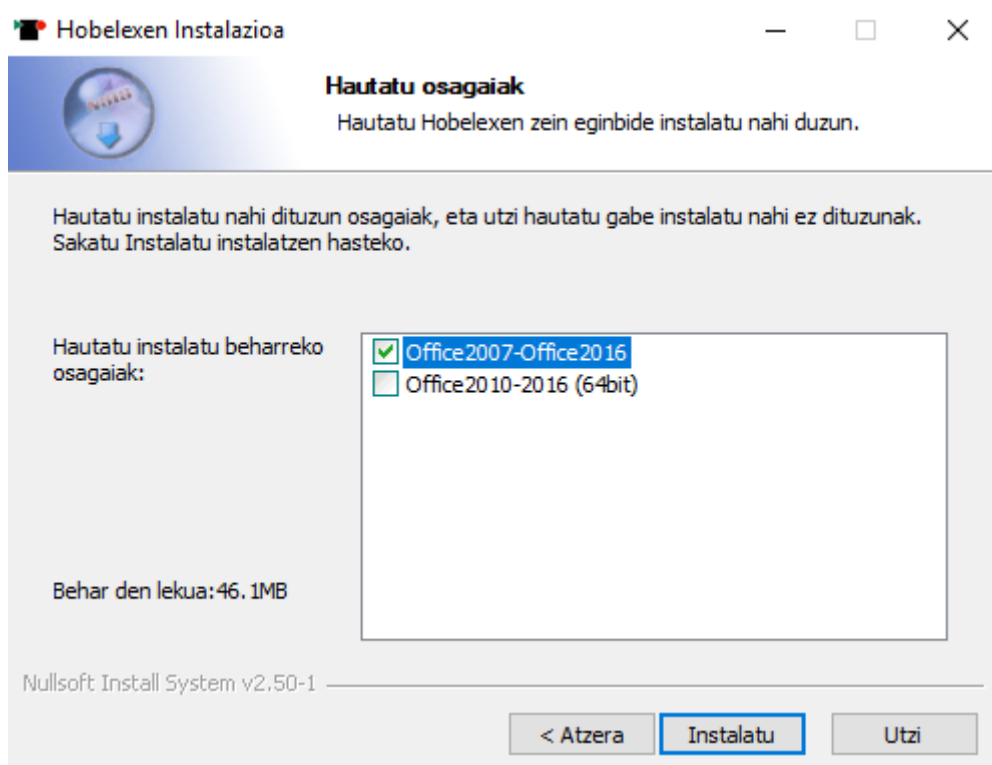 Hobelexen Instalazioa
Hautatu osagaiak
Hautatu Hobelexen zein eginbide instalatu nahi duzun.
Hautatu instalatu nahi dituzun osagaiak, eta utzi hautatu gabe instalatu nahi ez dituzunak.
Sakatu Instalatu instalatzen hasteko.
Hautatu instalatu beharreko
osagaiak:
Office2007-Office2016
Office2010-2016 (64bit)
Behar den lekua:46.1MB
Nullsoft Install System v2.50-1
< Atzera
Instalatu
Utzi